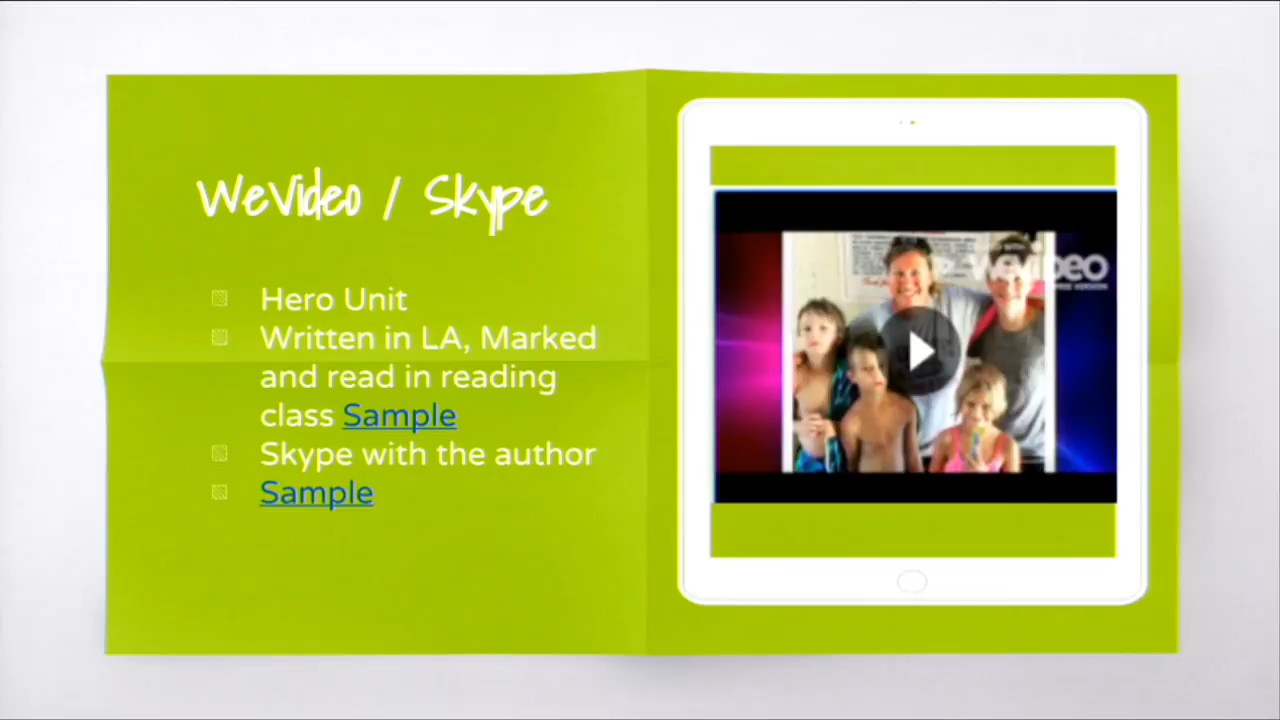 WeVideo / Skype
Hero Unit
Written in LA, Marked
and read in reading
class Sample
Skype with the author
Sample
wevideo